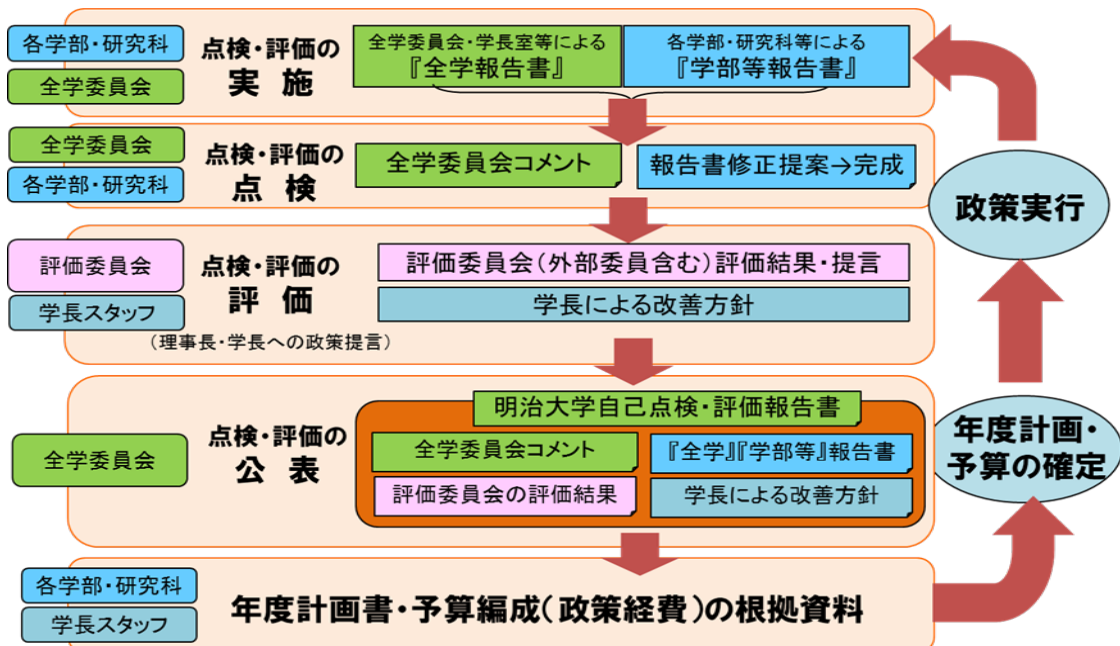 各学部・研究科
全学委員会
点検・評価の
実 施
全学委員会・学長室等による
『全学報告書』
各学部・研究科等による
『学部等報告書』
全学委員会
各学部・研究科
点検・評価の
点 検
全学委員会コメント
報告書修正提案→完成
政策実行
評価委員会
学長スタッフ
点検・評価の
評 価
(理事長・学長への政策提言)
評価委員会(外部委員含む)評価結果・提言
学長による改善方針
全学委員会
点検・評価の
公 表
明治大学自己点検・評価報告書
全学委員会コメント
『全学』『学部等』報告書
評価委員会の評価結果
学長による改善方針
年度計画・
予算の確定
各学部・研究科
学長スタッフ
年度計画書・予算編成(政策経費)の根拠資料